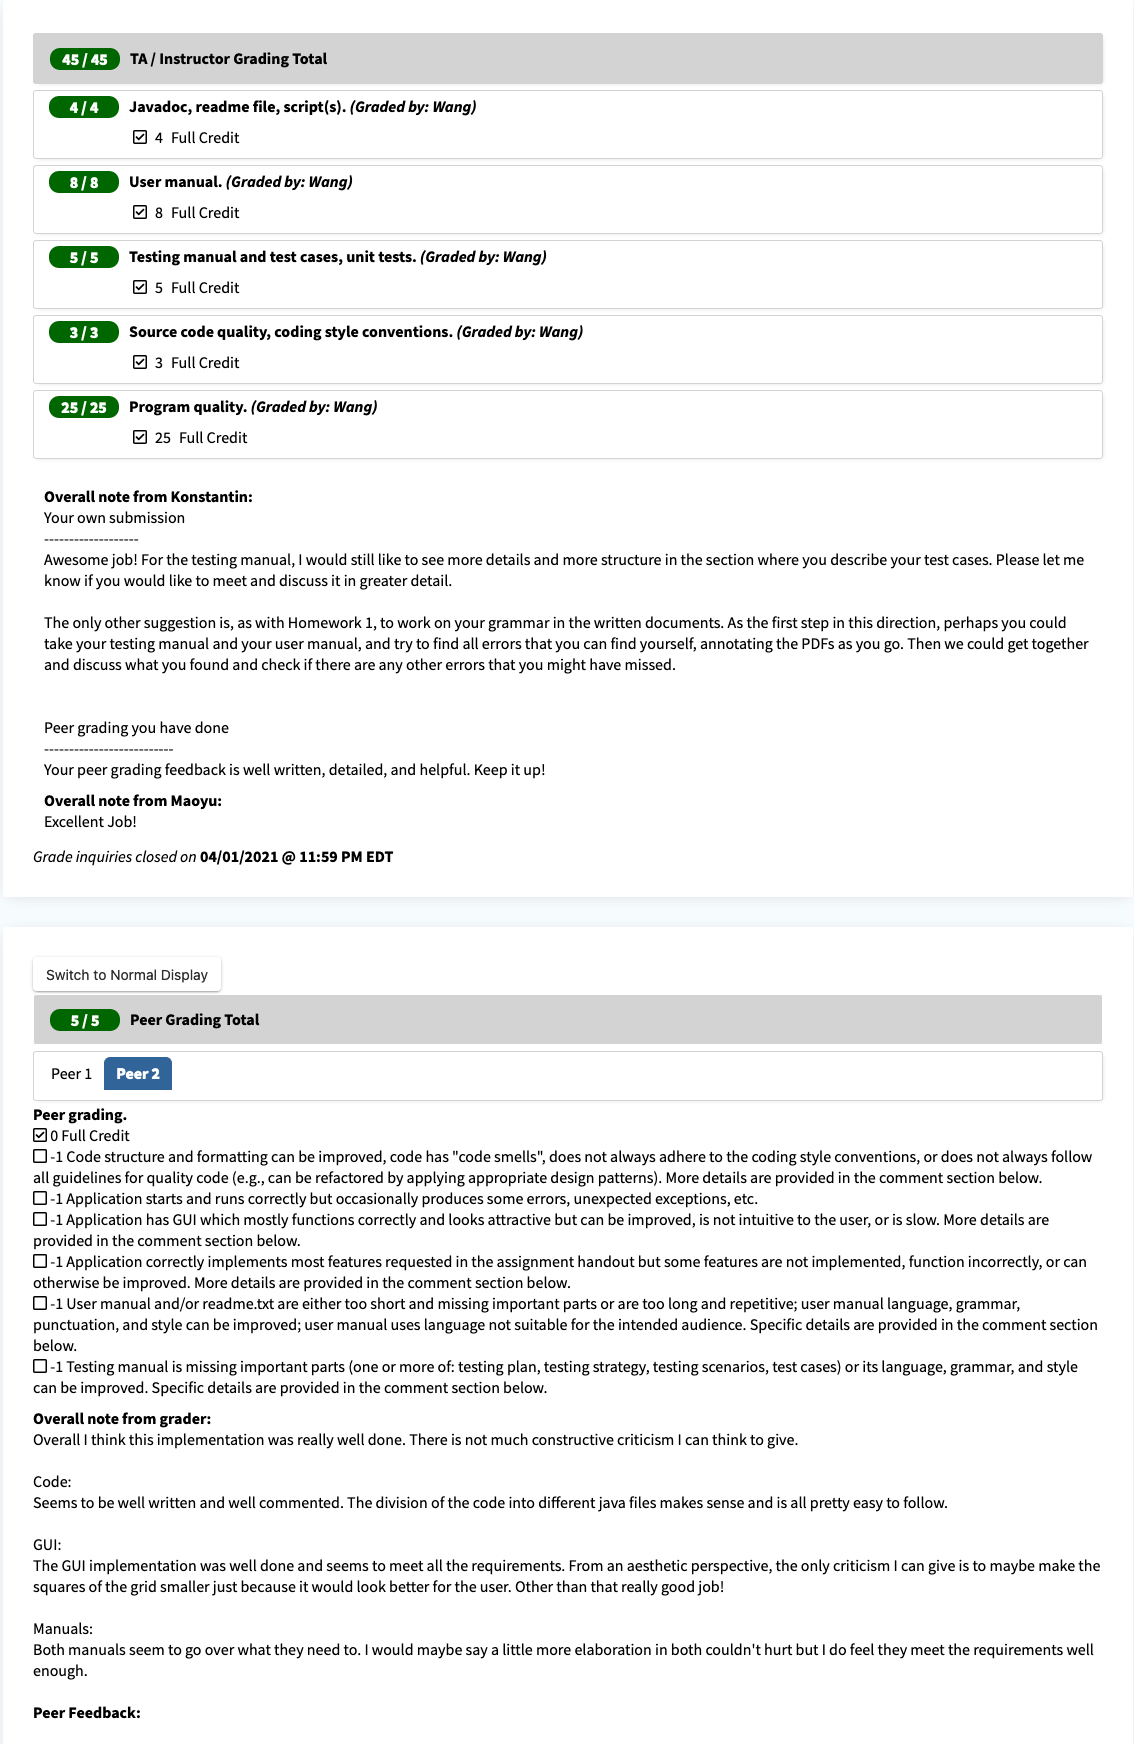 45 / 45 TA / Instructor Grading Total
4 / 4 Javadoc, readme file, script(s). (Graded by: Wang)
4 Full Credit
8 / 8 User manual. (Graded by: Wang)
8 Full Credit
5 / 5 Testing manual and test cases, unit tests. (Graded by: Wang)
5 Full Credit
3 / 3 Source code quality, coding style conventions. (Graded by: Wang)
3 Full Credit
25 / 25 Program quality. (Graded by: Wang)
25 Full Credit
Overall note from Konstantin:
Your own submission
-------------------
Awesome job! For the testing manual, I would still like to see more details and more structure in the section where you describe your test cases. Please let me
know if you would like to meet and discuss it in greater detail.
The only other suggestion is, as with Homework 1, to work on your grammar in the written documents. As the first step in this direction, perhaps you could
take your testing manual and your user manual, and try to find all errors that you can find yourself, annotating the PDFs as you go. Then we could get together
and discuss what you found and check if there are any other errors that you might have missed.
Peer grading you have done
--------------------------
Your peer grading feedback is well written, detailed, and helpful. Keep it up!
Overall note from Maoyu:
Excellent Job!
Grade inquiries closed on 04/01/2021 @ 11:59 PM EDT
Switch to Normal Display
5 / 5 Peer Grading Total
Peer 1 Peer 2
Peer grading.
0 Full Credit
-1 Code structure and formatting can be improved, code has "code smells", does not always adhere to the coding style conventions, or does not always follow
all guidelines for quality code (e.g., can be refactored by applying appropriate design patterns). More details are provided in the comment section below.
-1 Application starts and runs correctly but occasionally produces some errors, unexpected exceptions, etc.
-1 Application has GUI which mostly functions correctly and looks attractive but can be improved, is not intuitive to the user, or is slow. More details are
provided in the comment section below.
-1 Application correctly implements most features requested in the assignment handout but some features are not implemented, function incorrectly, or can
otherwise be improved. More details are provided in the comment section below.
-1 User manual and/or readme.txt are either too short and missing important parts or are too long and repetitive; user manual language, grammar,
punctuation, and style can be improved; user manual uses language not suitable for the intended audience. Specific details are provided in the comment section
below.
-1 Testing manual is missing important parts (one or more of: testing plan, testing strategy, testing scenarios, test cases) or its language, grammar, and style
can be improved. Specific details are provided in the comment section below.
Overall note from grader:
Overall I think this implementation was really well done. There is not much constructive criticism I can think to give.
Code:
Seems to be well written and well commented. The division of the code into different java files makes sense and is all pretty easy to follow.
GUI:
The GUI implementation was well done and seems to meet all the requirements. From an aesthetic perspective, the only criticism I can give is to maybe make the
squares of the grid smaller just because it would look better for the user. Other than that really good job!
Manuals:
Both manuals seem to go over what they need to. I would maybe say a little more elaboration in both couldn't hurt but I do feel they meet the requirements well
enough.
Peer Feedback: